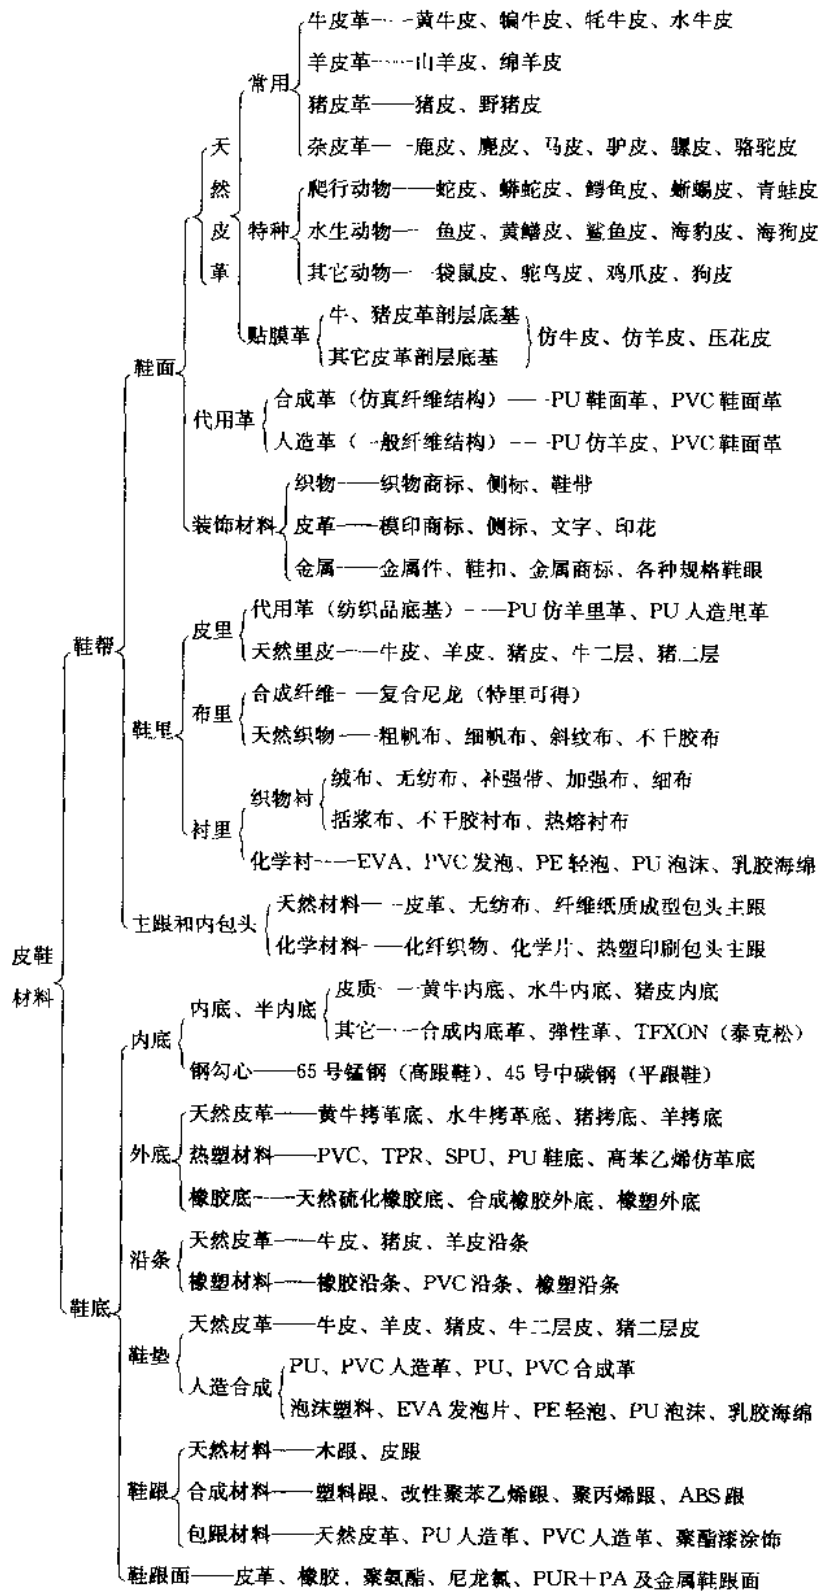 牛皮革——黄牛皮、犏牛皮、牦牛皮、水牛皮
羊皮革——山羊皮、绵羊皮
常用
猪皮革——猪皮、野猪皮
天
杂皮革——鹿皮、麂皮、马皮、驴皮、骡皮、骆驼皮
然
爬行动物——蛇皮、蟒蛇皮、鳄鱼皮、蜥蜴皮、青蛙皮
皮
特种
水生动物——鱼皮、黄鳝皮、鲨鱼皮、海豹皮、海狗皮
革
其它动物——袋鼠皮、鸵鸟皮、鸡爪皮、狗皮
牛、猪皮革剖层底基
贴膜革
仿牛皮、仿羊皮、压花皮
其它皮革剖层底基
鞋面
合成革（仿真纤维结构）——PU鞋面革、PVC鞋面革
代用革
人造革（一般纤维结构）——PU仿羊皮、PVC鞋面革
织物——织物商标、侧标、鞋带
装饰材料
皮革——模印商标、侧标、文字、印花
金属——金属件、鞋扣、金属商标、各种规格鞋眼
代用革（纺织品底基）——PU仿羊里革、PU人造里革
皮里
鞋帮
天然里皮——牛皮、羊皮、猪皮、牛二层、猪二层
合成纤维——复合尼龙（特里可得）
布里
鞋里
天然织物——粗帆布、细帆布、斜纹布、不干胶布
绒布、无纺布、补强带、加强布、细布
织物衬
括浆布、不干胶衬布、热熔衬布
衬里
化学衬——EVA、PVC发泡、PE轻泡、PU泡沫、乳胶海绵
天然材料——皮革、无纺布、纤维纸质成型包头主跟
主跟和内包头
化学材料——化纤织物、化学片、热塑印刷包头主跟
皮鞋
材料
皮质——黄牛内底、水牛内底、猪皮内底
内底、半内底
其它——合成内底革、弹性革、TFXON（泰克松）
内底
钢勾心——65号锰钢（高跟鞋）、45号中碳钢（平跟鞋）
天然皮革——黄牛拷革底、水牛拷革底、猪拷底、羊拷底
外底
热塑材料——PVC、TPR、SPU、PU鞋底、高苯乙烯仿革底
橡胶底——天然硫化橡胶底、合成橡胶外底、橡塑外底
天然皮革——牛皮、猪皮、羊皮沿条
沿条
橡塑材料——橡胶沿条、PVC沿条、橡塑沿条
鞋底
天然皮革——牛皮、羊皮、猪皮、牛二层皮、猪二层皮
鞋垫
PU、PVC人造革、PU、PVC合成革
人造合成
泡沫塑料、EVA发泡片、PE轻泡、PU泡沫、乳胶海绵
天然材料——木跟、皮跟
鞋跟
合成材料——塑料跟、改性聚苯乙烯跟、聚丙烯跟、ABS跟
包跟材料——天然皮革、PU人造革、PVC人造革、聚酯漆涂饰
鞋跟面——皮革、橡胶、聚氨酯、尼龙氯、PUR+PA及金属鞋跟面